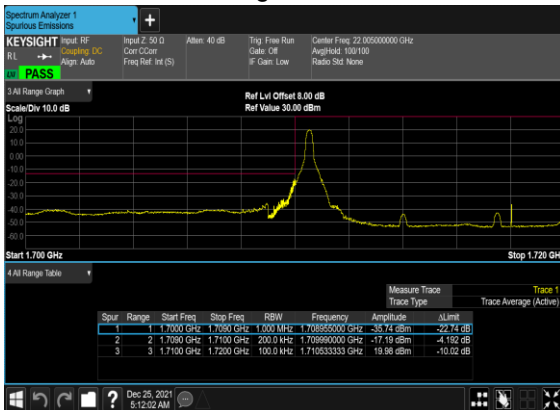 Spectrum Analyzer 1
Spurious Emissions
+
KEYSIGHT Input: RF Input Z: 50 Ω Atten: 40 dB Trig: Free Run Center Freq: 22.005000000 GHz
RL Coupling: DC Corr CCorr Gate: Off Avg|Hold: 100/100
Align: Auto Freq Ref: Int (S) IF Gain: Low Radio Std: None
PASS
3 All Range Graph Ref Lvl Offset 8.00 dB
Scale/Div 10.0 dB Ref Value 30.00 dBm
Log
20.0
10.0
0.00
-10.0
-20.0
-30.0
-40.0
-50.0
-60.0
Start 1.700 GHz Stop 1.720 GH
4 All Range Table
Measure Trace Trace 1
Trace Type Trace Average (Active)
Spur Range Start Freq Stop Freq RBW Frequency Amplitude ΔLimit
1 1 1.7000 GHz 1.7090 GHz 1.000 MHz 1.708955000 GHz -35.74 dBm -22.74 dB
2 2 1.7090 GHz 1.7100 GHz 200.0 kHz 1.709990000 GHz -17.19 dBm -4.192 dB
3 3 1.7100 GHz 1.7200 GHz 100.0 kHz 1.710533333 GHz 19.98 dBm -10.02 dB
? Dec 25, 2021
5:12:02 AM